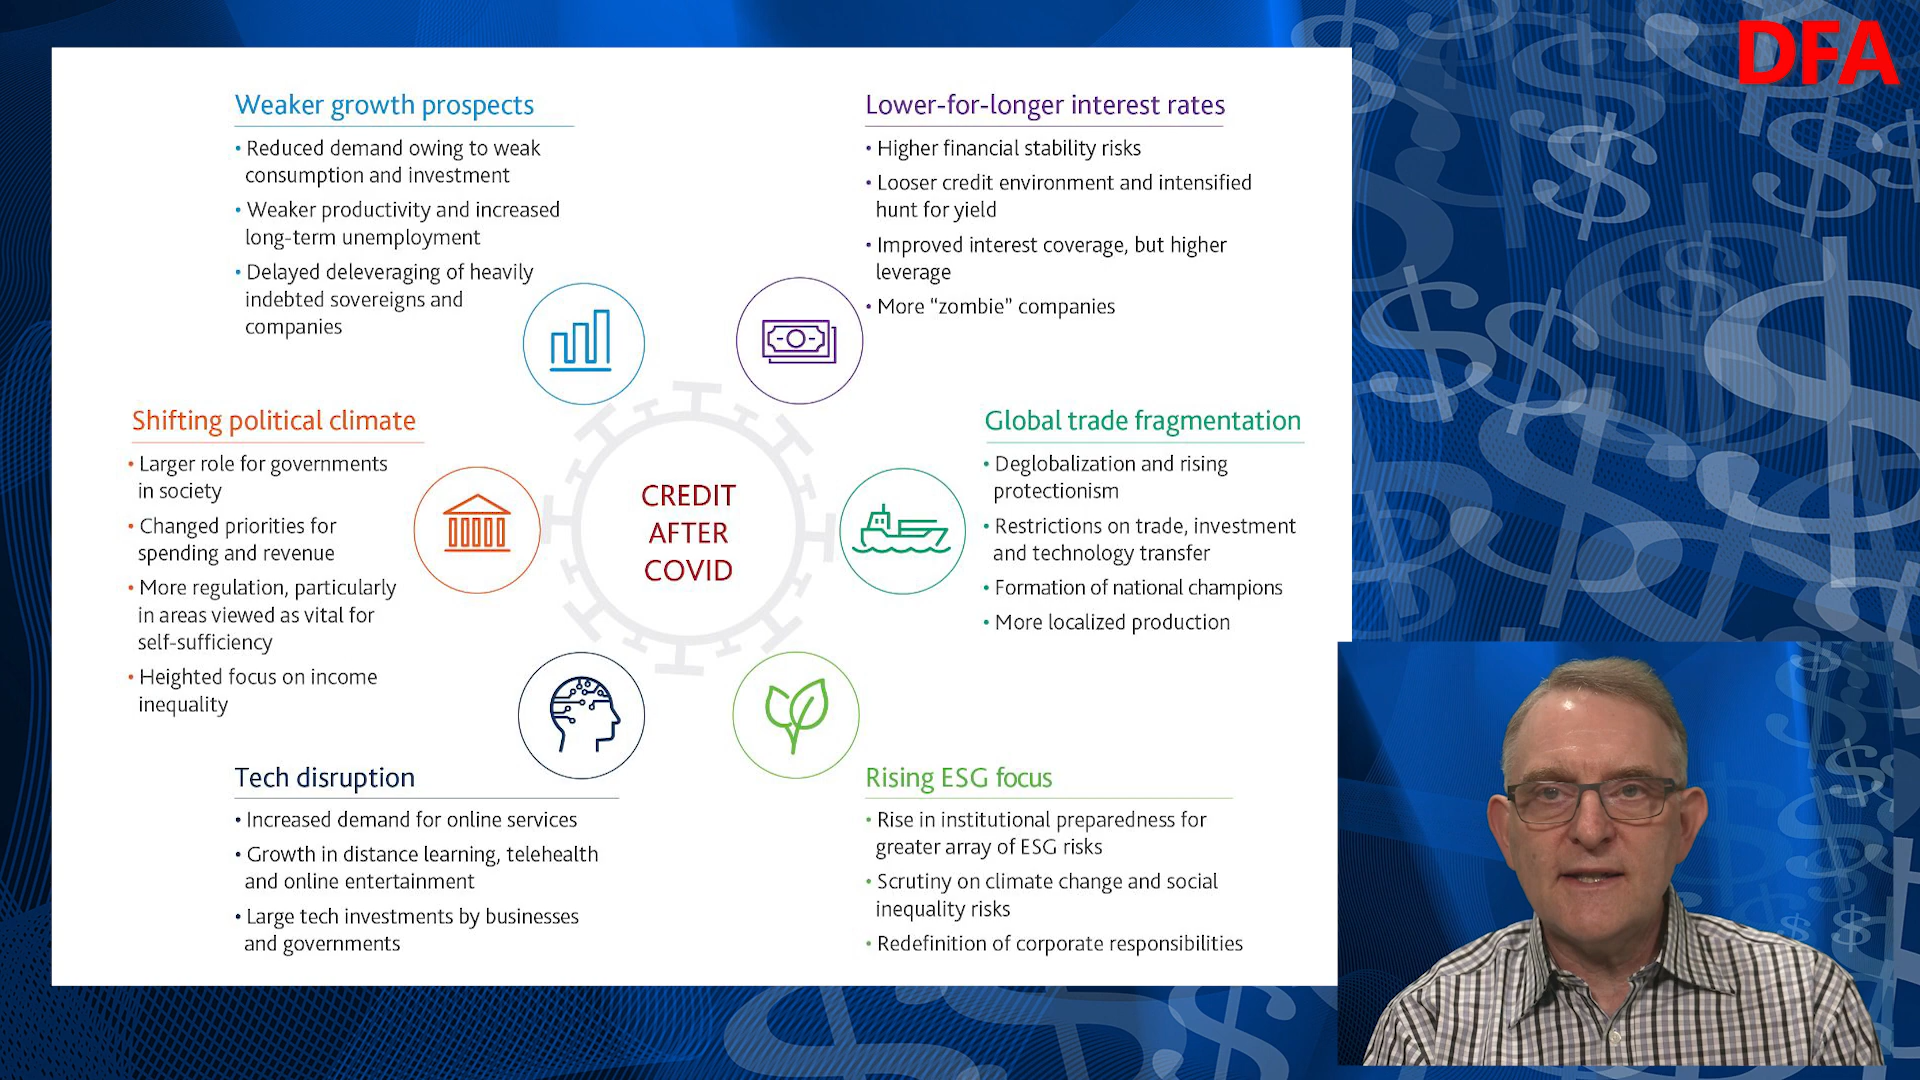 DFA
Weaker growth prospects
• Reduced demand owing to weak
consumption and investment
• Weaker productivity and increased
long-term unemployment
• Delayed deleveraging of heavily
indebted sovereigns and
companies
Lower-for-longer interest rates
• Higher financial stability risks
• Looser credit environment and intensified
hunt for yield
• Improved interest coverage, but higher
leverage
• More “zombie” companies
Shifting political climate
• Larger role for governments
in society
• Changed priorities for
spending and revenue
• More regulation, particularly
in areas viewed as vital for
self-sufficiency
• Heighted focus on income
inequality
CREDIT
AFTER
COVID
Global trade fragmentation
• Deglobalization and rising
protectionism
• Restrictions on trade, investment
and technology transfer
• Formation of national champions
• More localized production
Tech disruption
• Increased demand for online services
• Growth in distance learning, telehealth
and online entertainment
• Large tech investments by businesses
and governments
Rising ESG focus
• Rise in institutional preparedness for
greater array of ESG risks
• Scrutiny on climate change and social
inequality risks
• Redefinition of corporate responsibilities